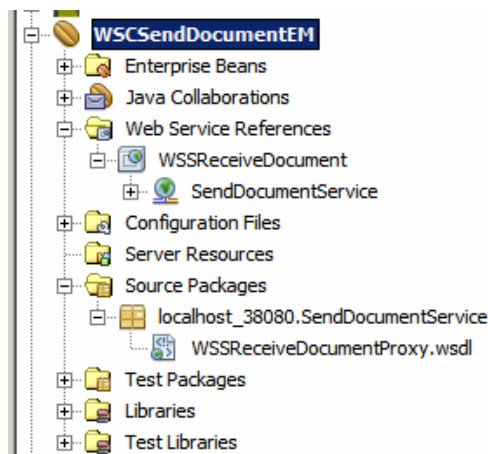 WSCSendDocumentEM
Enterprise Beans
Java Collaborations
Web Service References
WSSReceiveDocument
SendDocumentService
Configuration Files
Server Resources
Source Packages
localhost_38080.SendDocumentService
WSSReceiveDocumentProxy.wsdl
Test Packages
Libraries
Test Libraries